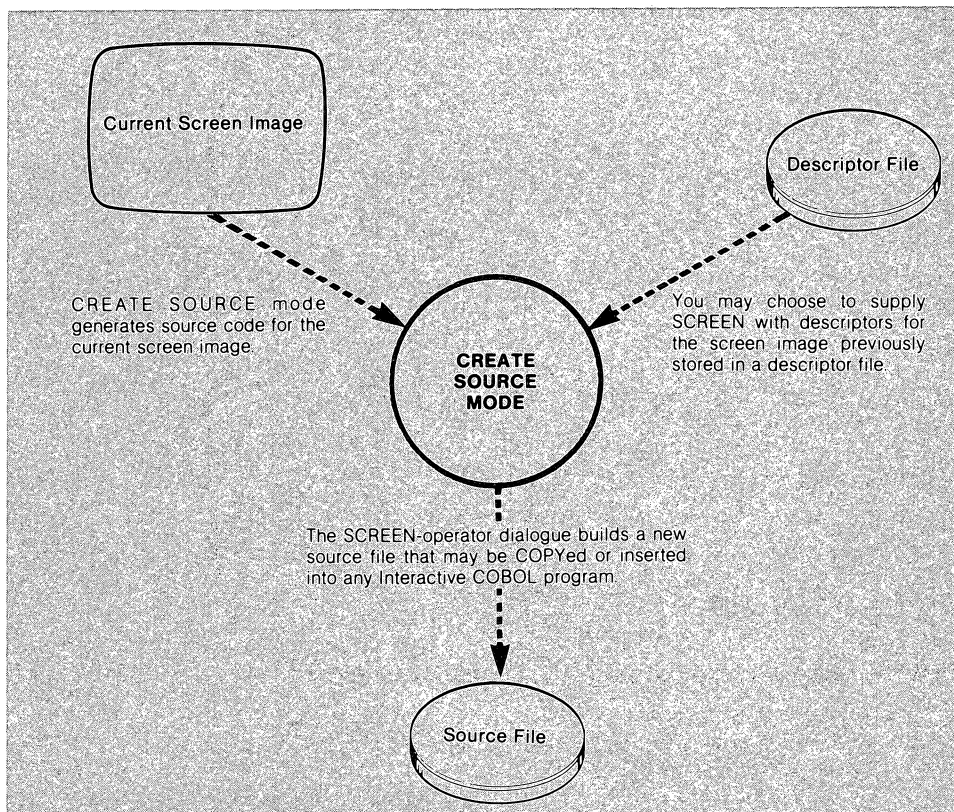 Current Screen Image
Descriptor File
CREATE SOURCE mode
generates source code for the
current screen image.
You may choose to supply
SCREEN with descriptors for
the screen image previously
stored in a descriptor file.
CREATE
SOURCE
MODE
The SCREEN-operator dialogue builds a new
source file that may be COPYed or inserted
into any Interactive COBOL program.
Source File